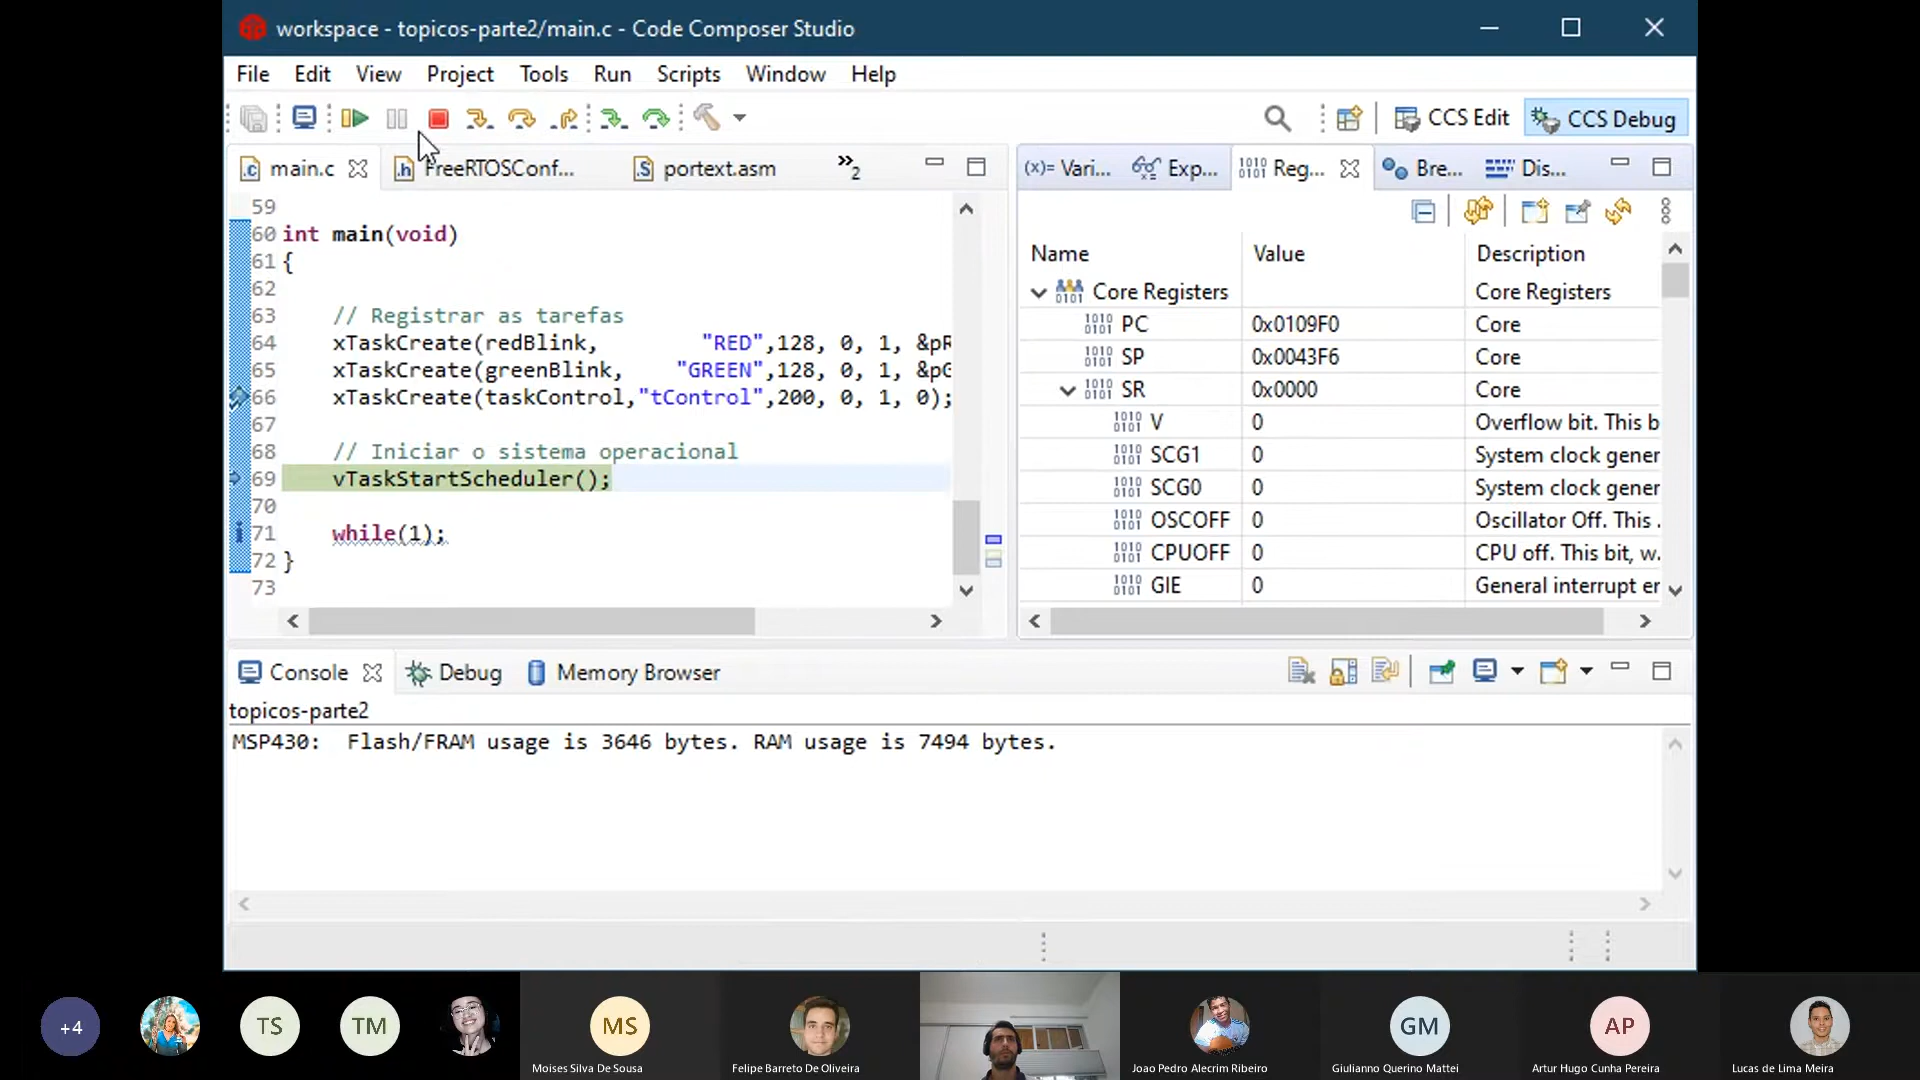 workspace - topicos-parte2/main.c - Code Composer Studio
File Edit View Project Tools Run Scripts Window Help
CCS Edit CCS Debug
main.c FreeRTOSConf... portext.asm »2
(x)= Vari... Exp... Reg... Bre... Dis...
59
60 int main(void)
61 {
62
63 // Registrar as tarefas
64 xTaskCreate(redBlink, "RED",128, 0, 1, &pR
65 xTaskCreate(greenBlink, "GREEN",128, 0, 1, &pG
66 xTaskCreate(taskControl,"tControl",200, 0, 1, 0);
67
68 // Iniciar o sistema operacional
69 vTaskStartScheduler();
70
71 while(1);
72 }
73
Name Value Description
Core Registers Core Registers
PC 0x0109F0 Core
SP 0x0043F6 Core
SR 0x0000 Core
V 0 Overflow bit. This b
SCG1 0 System clock gener
SCG0 0 System clock gener
OSCOFF 0 Oscillator Off. This .
CPUOFF 0 CPU off. This bit, w.
GIE 0 General interrupt er
Console Debug Memory Browser
topicos-parte2
MSP430: Flash/FRAM usage is 3646 bytes. RAM usage is 7494 bytes.
+4
TS
TM
MS
GM
AP
Moises Silva De Sousa
Felipe Barreto De Oliveira
Joao Pedro Alecrim Ribeiro
Giulianno Querino Mattei
Artur Hugo Cunha Pereira
Lucas de Lima Meira